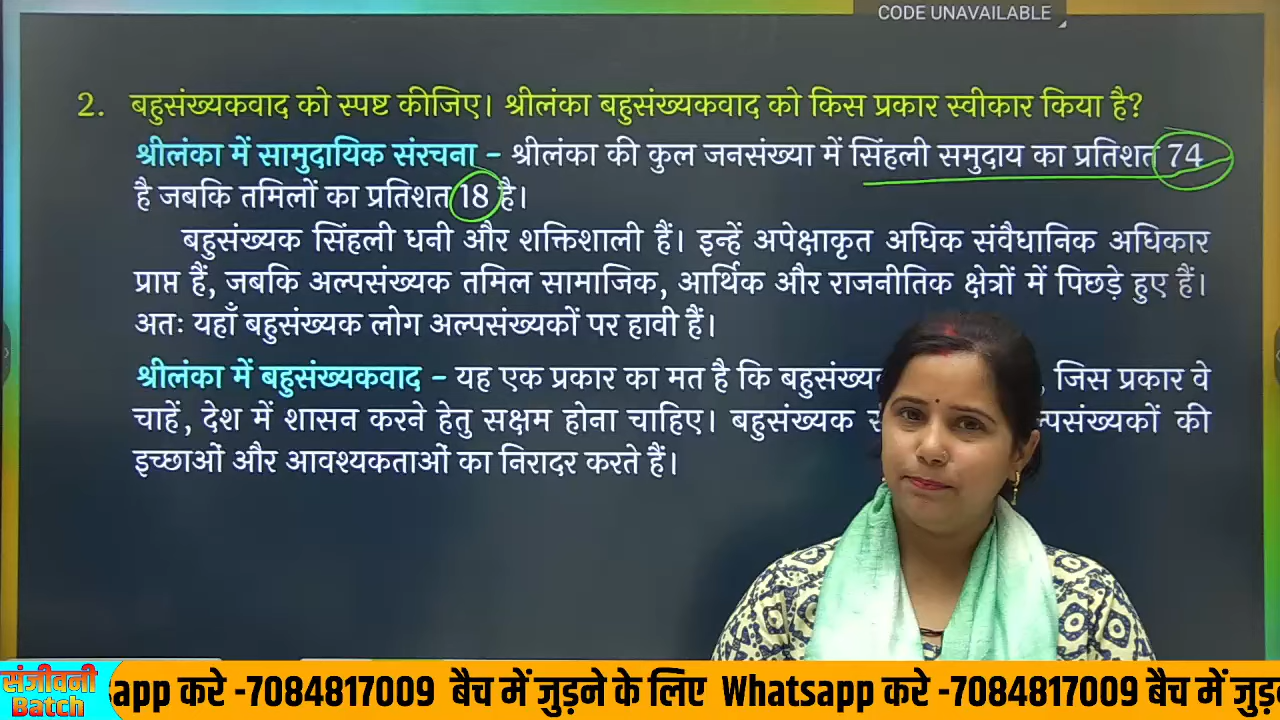 CODE UNAVAILABLE
2. बहुसंख्यकवाद को स्पष्ट कीजिए। श्रीलंका बहुसंख्यकवाद को किस प्रकार स्वीकार किया है?
श्रीलंका में सामुदायिक संरचना – श्रीलंका की कुल जनसंख्या में सिंहली समुदाय का प्रतिशत 74
है जबकि तमिलों का प्रतिशत 18 है।
बहुसंख्यक सिंहली धनी और शक्तिशाली हैं। इन्हें अपेक्षाकृत अधिक संवैधानिक अधिकार
प्राप्त हैं, जबकि अल्पसंख्यक तमिल सामाजिक, आर्थिक और राजनीतिक क्षेत्रों में पिछड़े हुए हैं।
अतः यहाँ बहुसंख्यक लोग अल्पसंख्यकों पर हावी हैं।
श्रीलंका में बहुसंख्यकवाद – यह एक प्रकार का मत है कि , जिस प्रकार वे
चाहें, देश में शासन करने हेतु सक्षम होना चाहिए। बहुसंख्यक की
इच्छाओं और आवश्यकताओं का निरादर करते हैं।
संजीवनी
Batch
app करे -7084817009 बैच में जुड़ने के लिए Whatsapp करे -7084817009 बैच में